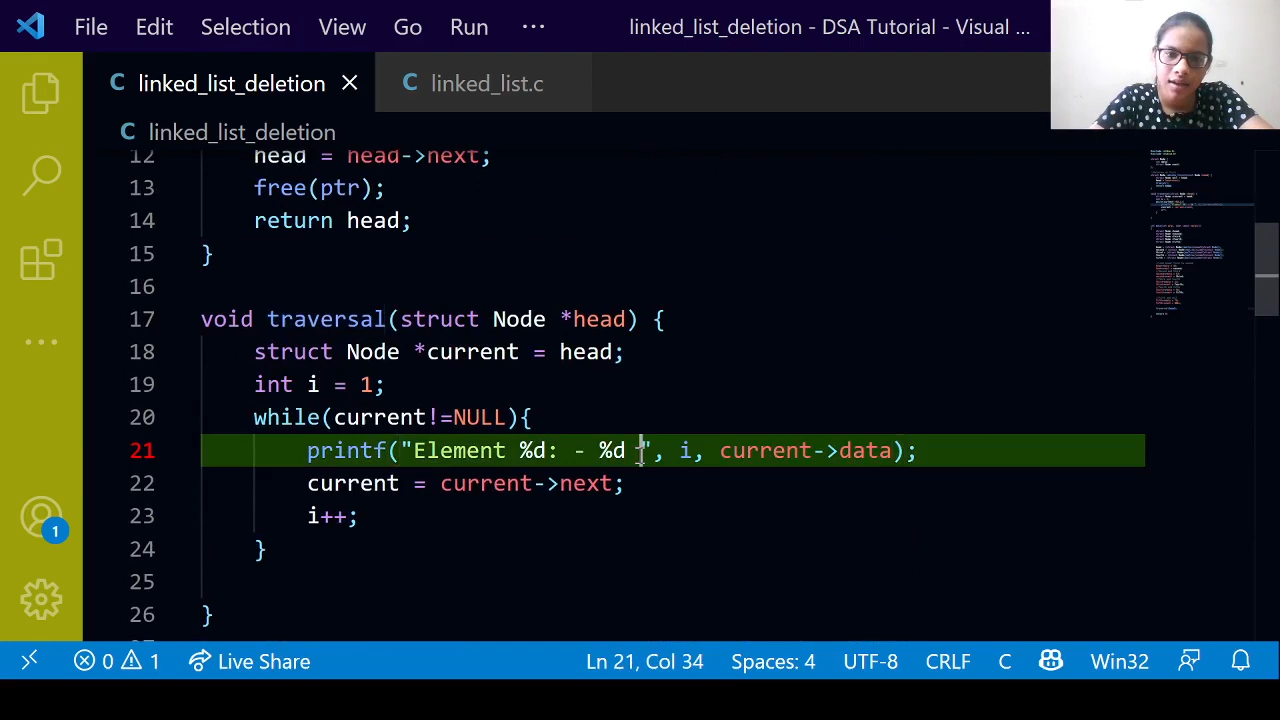 File Edit Selection View Go Run ··· linked_list_deletion - DSA Tutorial - Visual ...
C linked_list_deletion × C linked_list.c
C linked_list_deletion
12 head = head->next;
13 free(ptr);
14 return head;
15 }
16
17 void traversal(struct Node *head) {
18 struct Node *current = head;
19 int i = 1;
20 while(current!=NULL){
21 printf("Element %d: - %d ", i, current->data);
22 current = current->next;
23 i++;
24 }
25
26 }
1
0 1 Live Share Ln 21, Col 34 Spaces: 4 UTF-8 CRLF C Win32